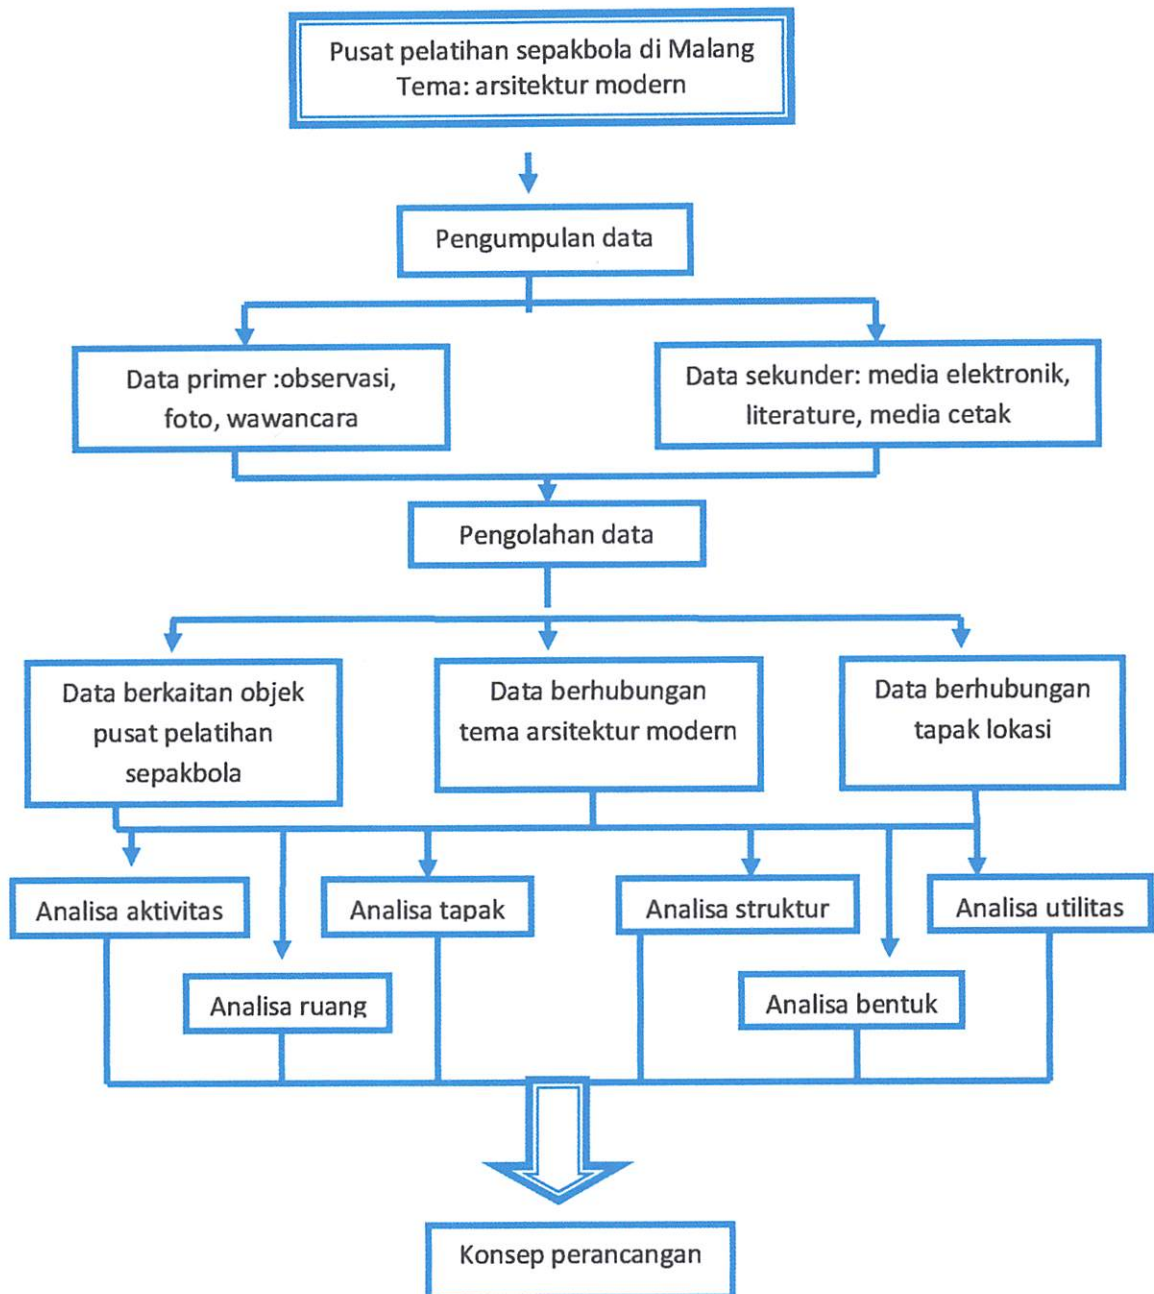 Pusat pelatihan sepakbola di Malang
Tema: arsitektur modern
Pengumpulan data
Data primer :observasi,
foto, wawancara
Data sekunder: media elektronik,
literature, media cetak
Pengolahan data
Data berkaitan objek
pusat pelatihan
sepakbola
Data berhubungan
tema arsitektur modern
Data berhubungan
tapak lokasi
Analisa aktivitas
Analisa tapak
Analisa struktur
Analisa utilitas
Analisa ruang
Analisa bentuk
Konsep perancangan